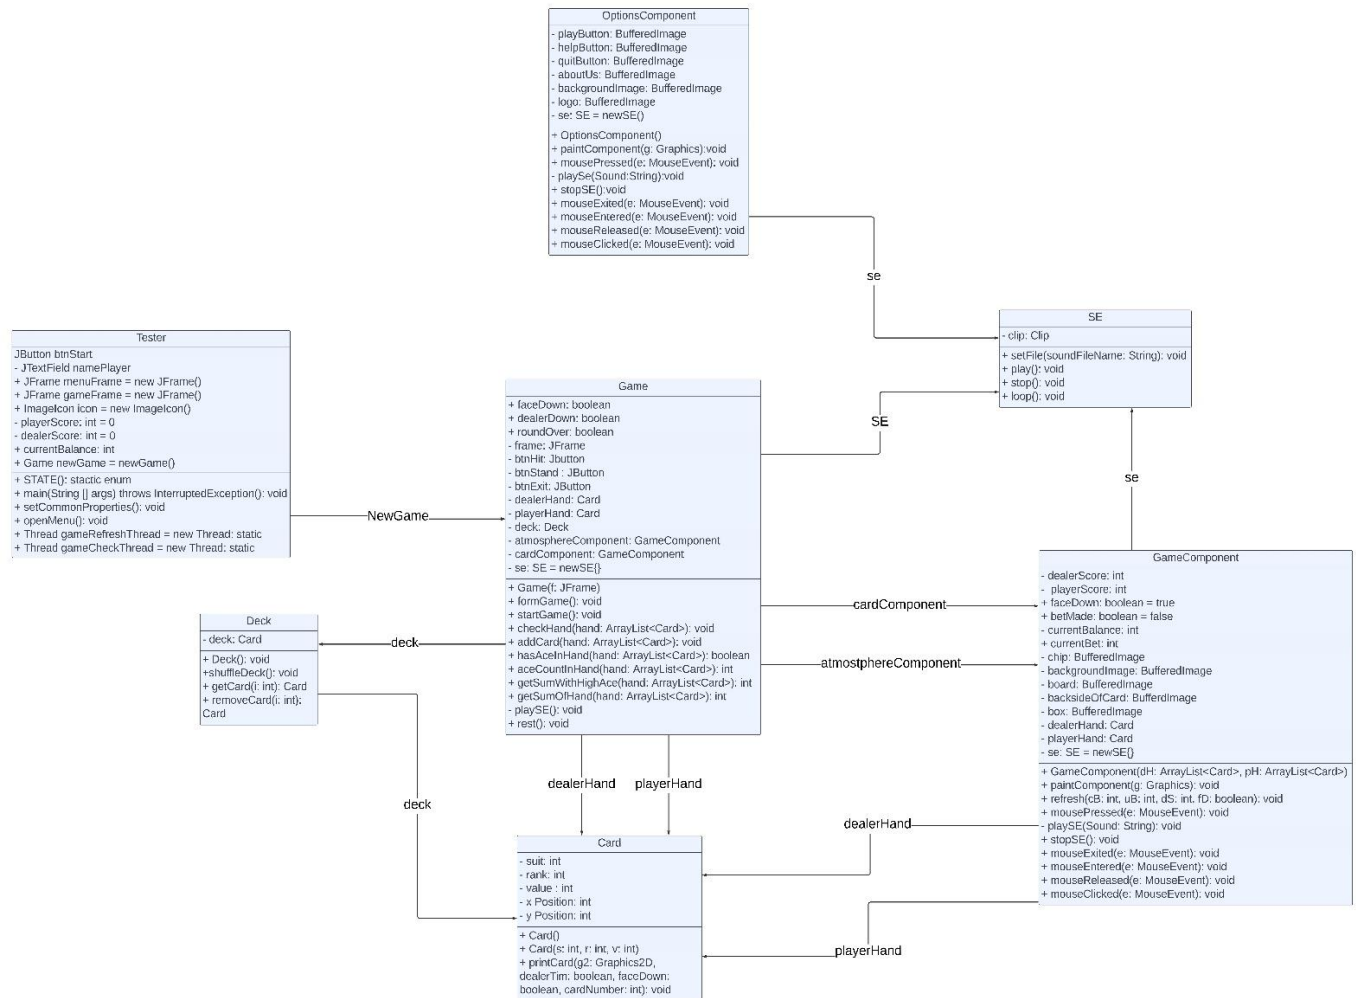 OptionsComponent
- playButton: BufferedImage
- helpButton: BufferedImage
- quitButton: BufferedImage
- aboutUs: BufferedImage
- backgroundImage: BufferedImage
- logo: BufferedImage
- se: SE = newSE()
+ OptionsComponent()
+ paintComponent(g: Graphics):void
+ mousePressed(e: MouseEvent): void
- playSe(Sound:String):void
+ stopSE():void
+ mouseExited(e: MouseEvent): void
+ mouseEntered(e: MouseEvent): void
+ mouseReleased(e: MouseEvent): void
+ mouseClicked(e: MouseEvent): void
se
SE
- clip: Clip
+ setFile(soundFileName: String): void
+ play(): void
+ stop(): void
+ loop(): void
Tester
JButton btnStart
- JTextField namePlayer
+ JFrame menuFrame = new JFrame()
+ JFrame gameFrame = new JFrame()
+ ImageIcon icon = new ImageIcon()
- playerScore: int = 0
- dealerScore: int = 0
+ currentBalance: int
+ Game newGame = newGame()
+ STATE(): stactic enum
+ main(String [] args) throws InterruptedException(): void
+ setCommonProperties(): void
+ openMenu(): void
+ Thread gameRefreshThread = new Thread: static
+ Thread gameCheckThread = new Thread: static
NewGame
Game
+ faceDown: boolean
+ dealerDown: boolean
+ roundOver: boolean
- frame: JFrame
- btnHit: Jbutton
- btnStand : JButton
- btnExit: JButton
- dealerHand: Card
- playerHand: Card
- deck: Deck
- atmosphereComponent: GameComponent
- cardComponent: GameComponent
- se: SE = newSE{}
+ Game(f: JFrame)
+ formGame(): void
+ startGame(): void
+ checkHand(hand: ArrayList<Card>): void
+ addCard(hand: ArrayList<Card>): void
+ hasAceInHand(hand: ArrayList<Card>): boolean
+ aceCountInHand(hand: ArrayList<Card>): int
+ getSumWithHighAce(hand: ArrayList<Card>): int
+ getSumOfHand(hand: ArrayList<Card>): int
- playSE(): void
+ rest(): void
SE
se
cardComponent
atmostphereComponent
GameComponent
- dealerScore: int
- playerScore: int
+ faceDown: boolean = true
+ betMade: boolean = false
- currentBalance: int
+ currentBet: int
- chip: BufferedImage
- backgroundImage: BufferedImage
- board: BufferedImage
- backsideOfCard: BufferdImage
- box: BufferedImage
- dealerHand: Card
- playerHand: Card
- se: SE = newSE{}
+ GameComponent(dH: ArrayList<Card>, pH: ArrayList<Card>)
+ paintComponent(g: Graphics): void
+ refresh(cB: int, uB: int, dS: int, fD: boolean): void
+ mousePressed(e: MouseEvent): void
- playSE(Sound: String): void
+ stopSE(): void
+ mouseExited(e: MouseEvent): void
+ mouseEntered(e: MouseEvent): void
+ mouseReleased(e: MouseEvent): void
+ mouseClicked(e: MouseEvent): void
Deck
- deck: Card
+ Deck(): void
+shuffleDeck(): void
+ getCard(i: int): Card
+ removeCard(i: int):
Card
deck
deck
dealerHand
playerHand
dealerHand
playerHand
Card
- suit: int
- rank: int
- value : int
- x Position: int
- y Position: int
+ Card()
+ Card(s: int, r: int, v: int)
+ printCard(g2: Graphics2D,
dealerTim: boolean, faceDown:
boolean, cardNumber: int): void